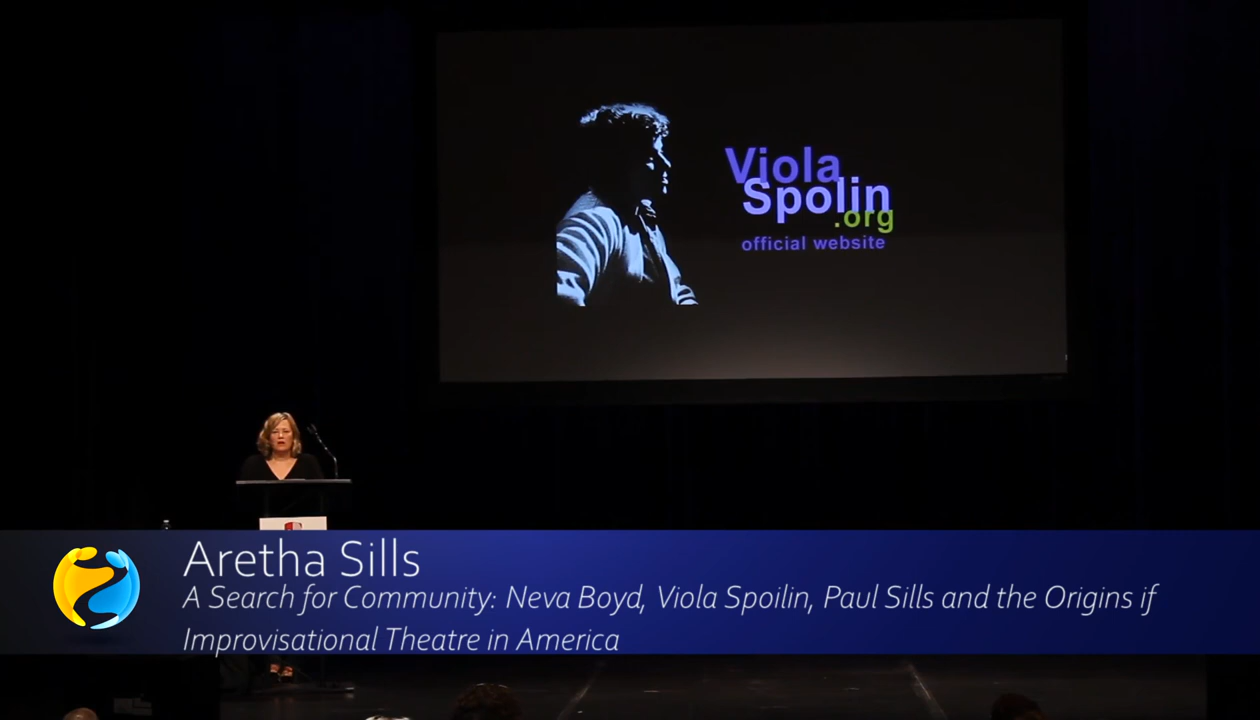 Viola
Spolin
.org
official website
Aretha Sills
A Search for Community: Neva Boyd, Viola Spoilin, Paul Sills and the Origins if
Improvisational Theatre in America